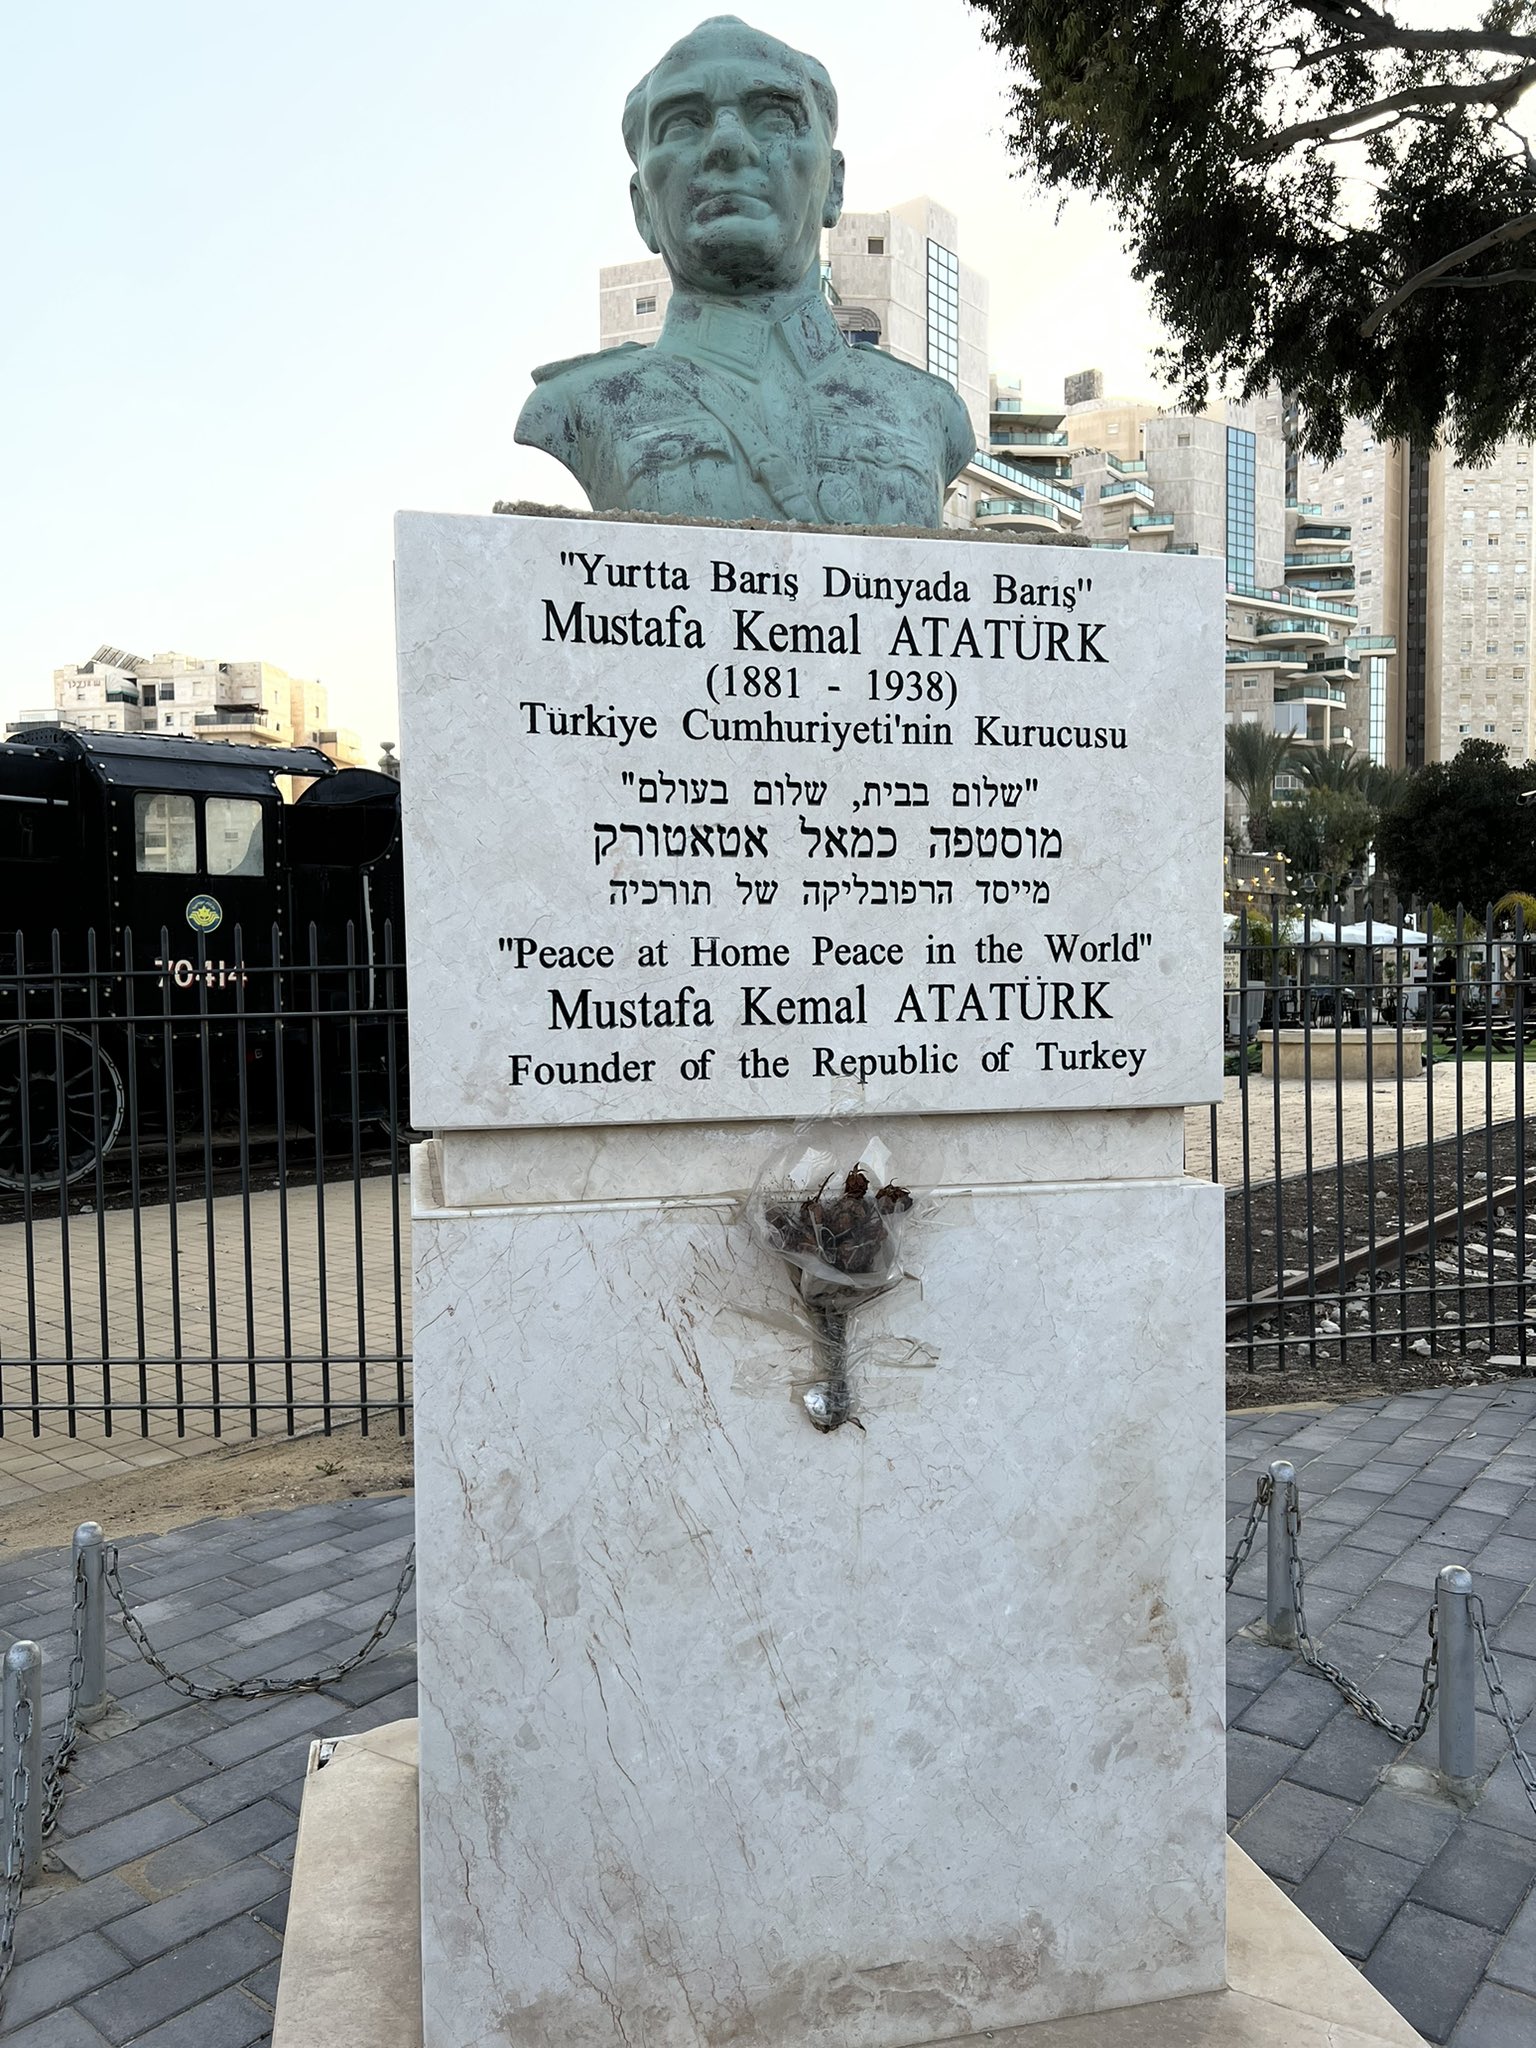 "Yurtta Barış Dünyada Barış"
Mustafa Kemal ATATÜRK
(1881 - 1938)
Türkiye Cumhuriyeti'nin Kurucusu
"שלום בבית, שלום בעולם"
מוסטפה כמאל אטאטורק
מייסד הרפובליקה של תורכיה
"Peace at Home Peace in the World"
Mustafa Kemal ATATÜRK
Founder of the Republic of Turkey
70414